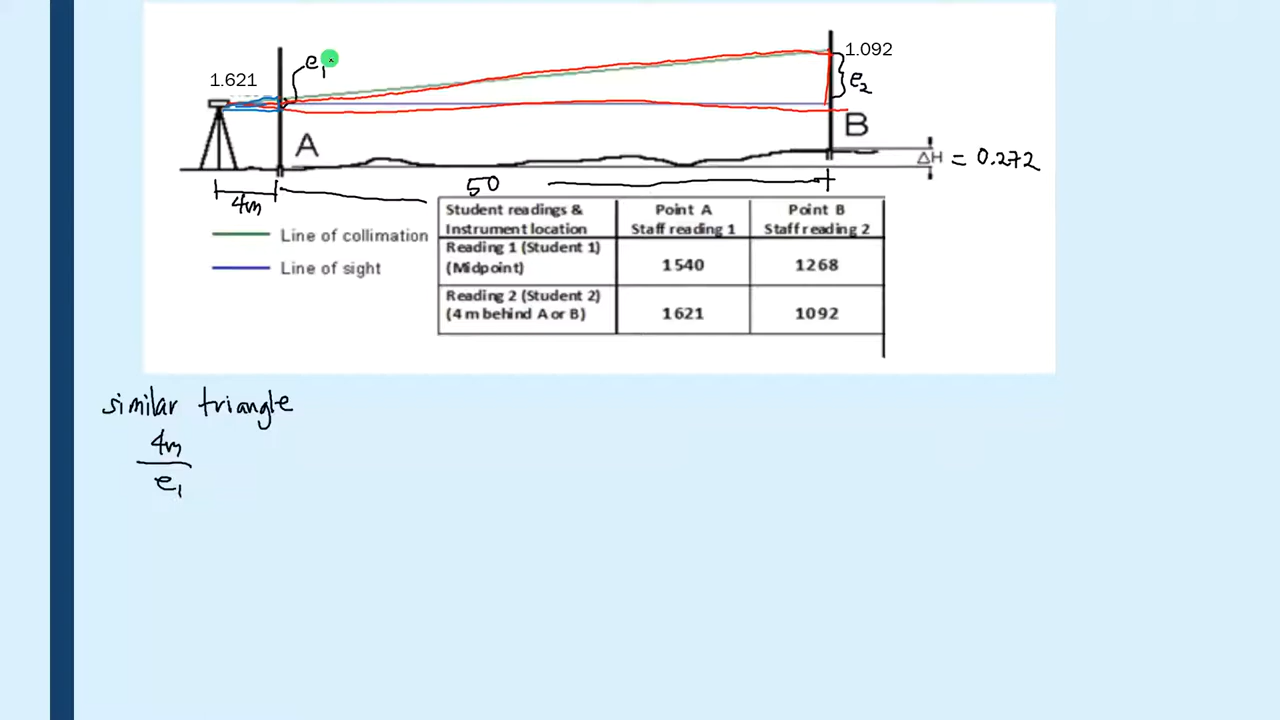 e₁
1.621
1.092
e₂
A
B
ΔH = 0.272
4m
50
Line of collimation
Line of sight
Student readings & Instrument location
Point A Staff reading 1
Point B Staff reading 2
Reading 1 (Student 1) (Midpoint)
1540
1268
Reading 2 (Student 2) (4 m behind A or B)
1621
1092
similar triangle
4m
e₁